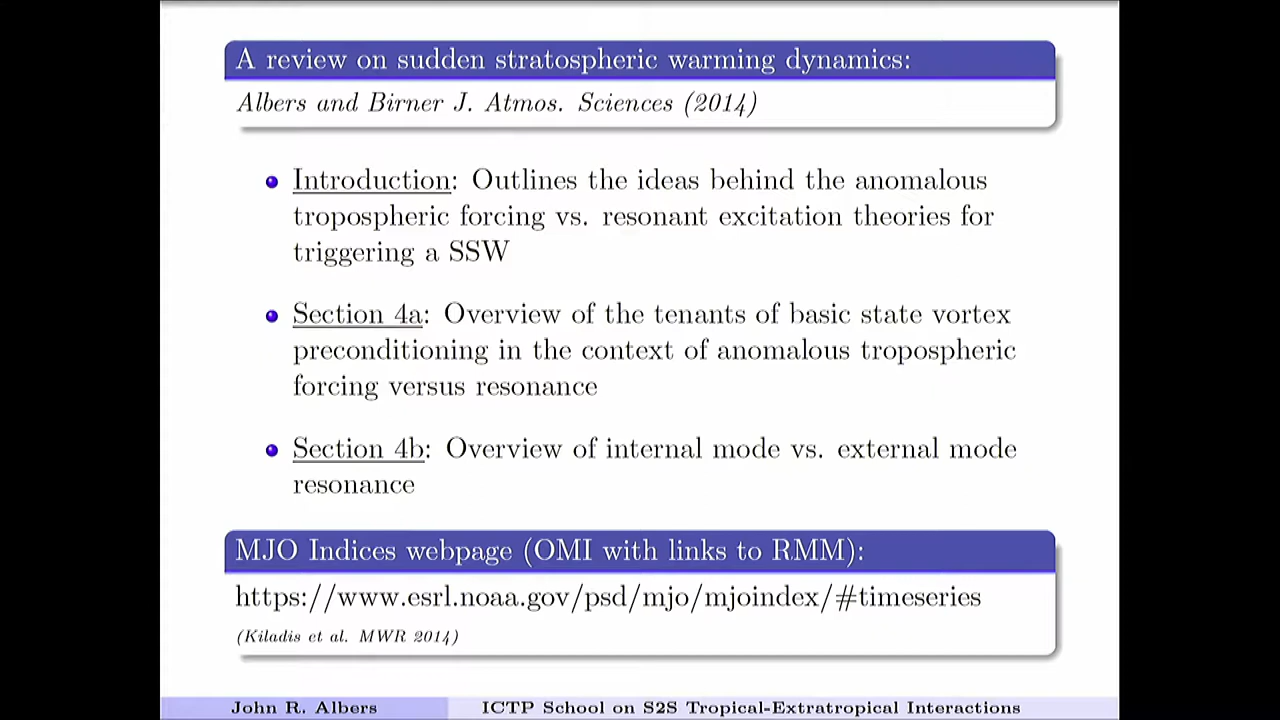 A review on sudden stratospheric warming dynamics:
Albers and Birner J. Atmos. Sciences (2014)
Introduction: Outlines the ideas behind the anomalous
tropospheric forcing vs. resonant excitation theories for
triggering a SSW
Section 4a: Overview of the tenants of basic state vortex
preconditioning in the context of anomalous tropospheric
forcing versus resonance
Section 4b: Overview of internal mode vs. external mode
resonance
MJO Indices webpage (OMI with links to RMM):
https://www.esrl.noaa.gov/psd/mjo/mjoindex/#timeseries
(Kiladis et al. MWR 2014)
John R. Albers ICTP School on S2S Tropical-Extratropical Interactions